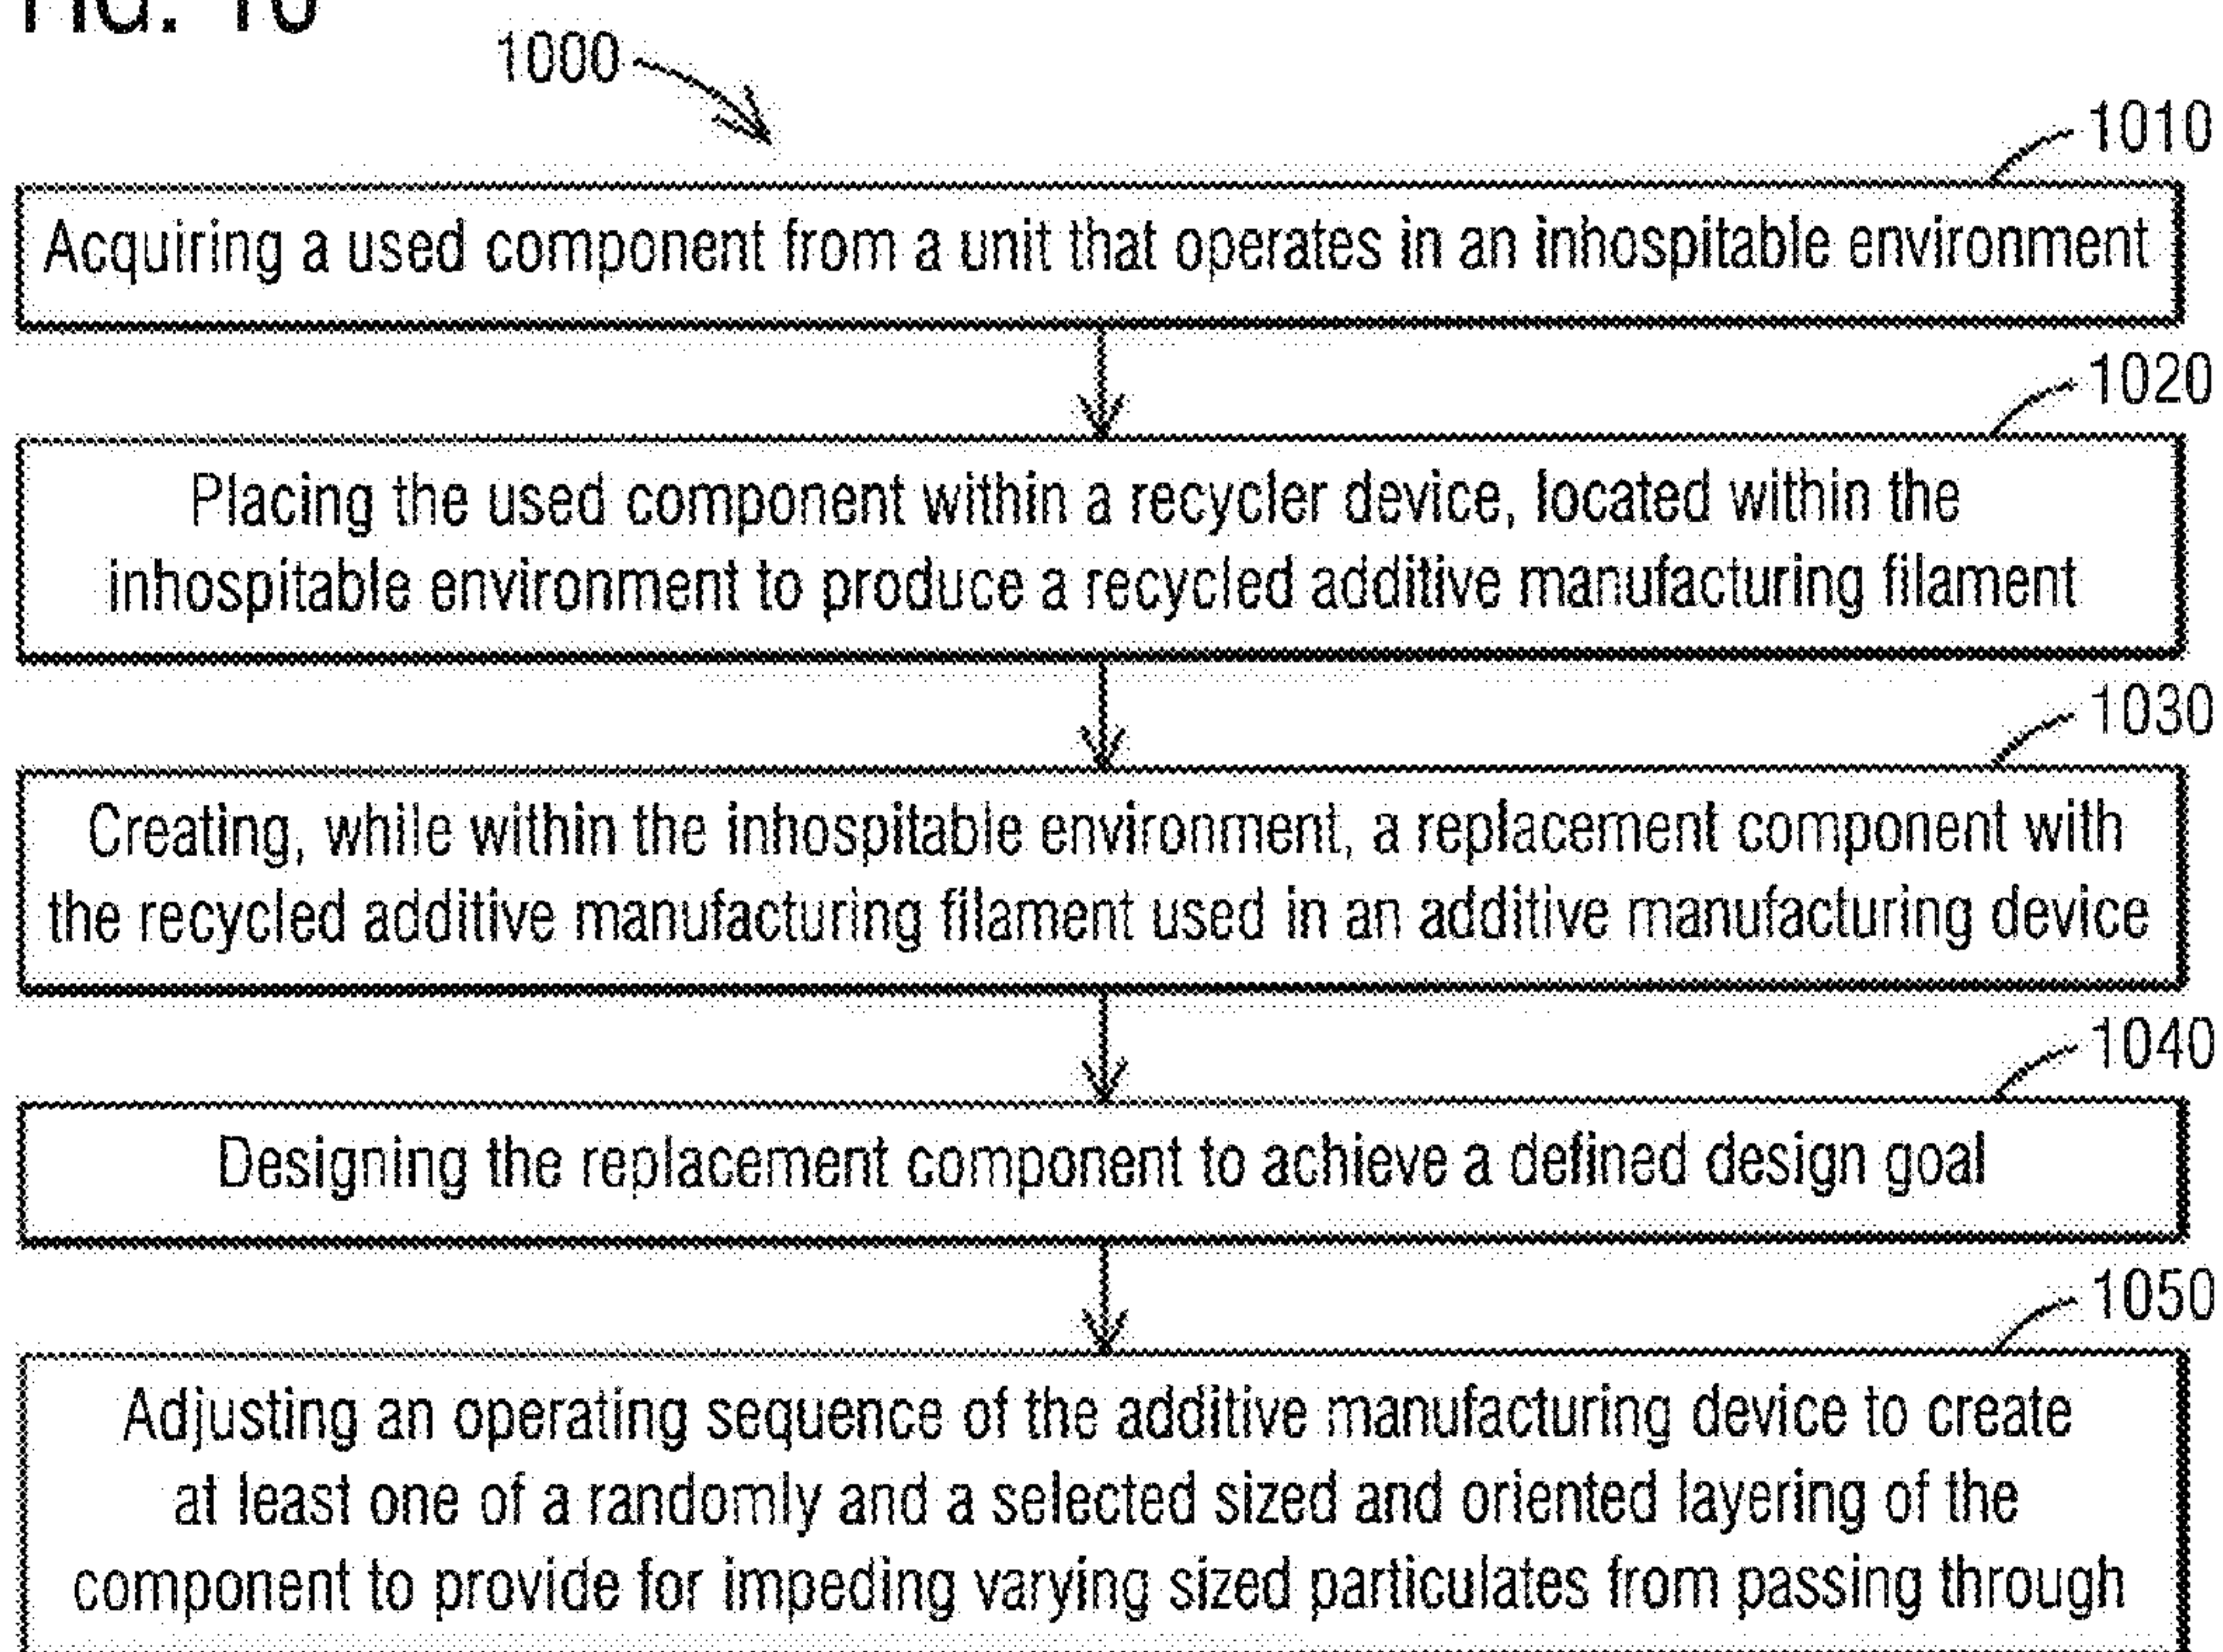 FIG. 10
1000
1010
Acquiring a used component from a unit that operates in an inhospitable environment
1020
Placing the used component within a recycler device, located within the
inhospitable environment to produce a recycled additive manufacturing filament
1030
Creating, while within the inhospitable environment, a replacement component with
the recycled additive manufacturing filament used in an additive manufacturing device
1040
Designing the replacement component to achieve a defined design goal
1050
Adjusting an operating sequence of the additive manufacturing device to create
at least one of a randomly and a selected sized and oriented layering of the
component to provide for impeding varying sized particulates from passing through